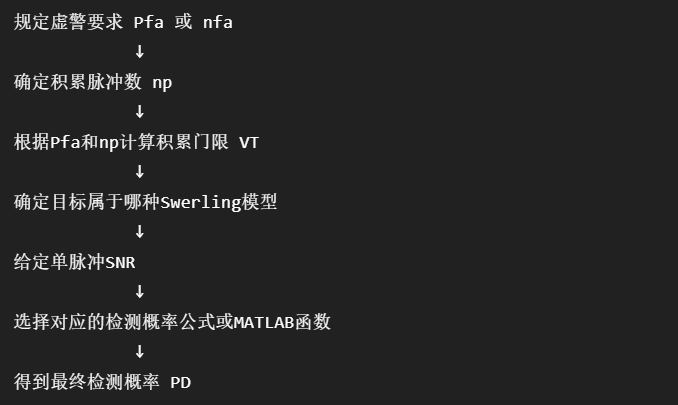 规定虚警要求 Pfa 或 nfa
↓
确定积累脉冲数 np
↓
根据Pfa和np计算积累门限 VT
↓
确定目标属于哪种Swerling模型
↓
给定单脉冲SNR
↓
选择对应的检测概率公式或MATLAB函数
↓
得到最终检测概率 PD